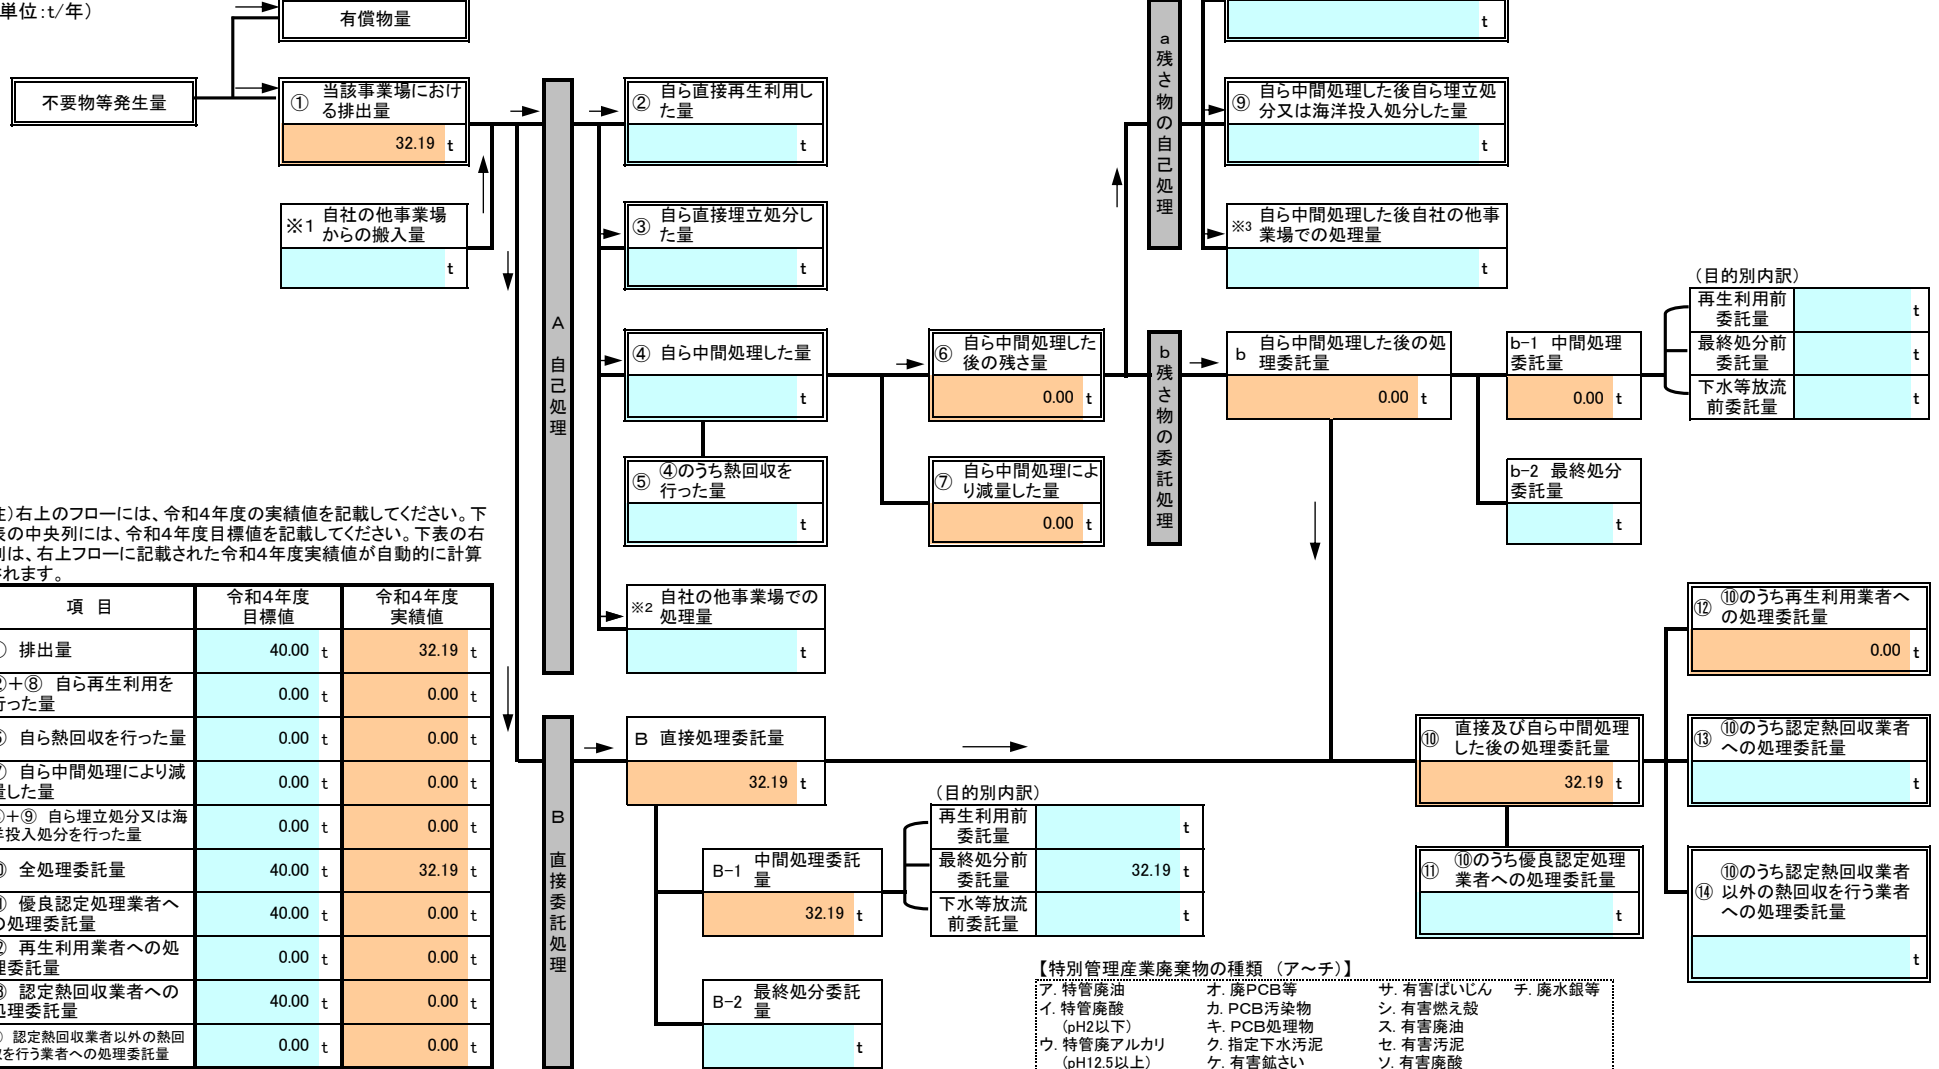 単位:t/年)
有償物量
不要物等発生量
① 当該事業場におけ
る排出量
32.19 t
※1 自社の他事業場
からの搬入量
t
A 自己処理
② 自ら直接再生利用し
た量
t
③ 自ら直接埋立処分し
た量
t
④ 自ら中間処理した量
t
⑤ ④のうち熱回収を
行った量
t
※2 自社の他事業場での
処理量
t
⑥ 自ら中間処理した
後の残さ量
0.00 t
⑦ 自ら中間処理によ
り減量した量
0.00 t
a 残さ物の自己処理
t
⑨ 自ら中間処理した後自ら埋立処
分又は海洋投入処分した量
t
※3 自ら中間処理した後自社の他事
業場での処理量
t
b 残さ物の委託処理
b 自ら中間処理した後の処
理委託量
0.00 t
b-1 中間処理
委託量
0.00 t
b-2 最終処分
委託量
t
(目的別内訳)
再生利用前
委託量
t
最終処分前
委託量
t
下水等放流
前委託量
t
)右上のフローには、令和4年度の実績値を記載してください。下
表の中央列には、令和4年度目標値を記載してください。下表の右
列は、右上フローに記載された令和4年度実績値が自動的に計算
されます。
項 目
令和4年度
目標値
令和4年度
実績値
排出量 40.00 t 32.19 t
②+⑧ 自ら再生利用を
行った量 0.00 t 0.00 t
自ら熱回収を行った量 0.00 t 0.00 t
自ら中間処理により減
量した量 0.00 t 0.00 t
+⑨ 自ら埋立処分又は海
洋投入処分を行った量 0.00 t 0.00 t
全処理委託量 40.00 t 32.19 t
優良認定処理業者へ
の処理委託量 40.00 t 0.00 t
再生利用業者への処
理委託量 0.00 t 0.00 t
認定熱回収業者への
処理委託量 40.00 t 0.00 t
認定熱回収業者以外の熱回
収を行う業者への処理委託量 0.00 t 0.00 t
B 直接委託処理
B 直接処理委託量
32.19 t
B-1 中間処理委託
量
32.19 t
B-2 最終処分委託
量
t
(目的別内訳)
再生利用前
委託量
t
最終処分前
委託量
32.19 t
下水等放流
前委託量
t
⑩ 直接及び自ら中間処理
した後の処理委託量
32.19 t
⑪ ⑩のうち優良認定処理
業者への処理委託量
t
⑫ ⑩のうち再生利用業者へ
の処理委託量
0.00 t
⑬ ⑩のうち認定熱回収業者
への処理委託量
t
⑭ ⑩のうち認定熱回収業者
以外の熱回収を行う業者
への処理委託量
t
【特別管理産業廃棄物の種類 (ア~チ)】
ア. 特管廃油 オ. 廃PCB等 サ. 有害ばいじん チ. 廃水銀等
イ. 特管廃酸 カ. PCB汚染物 シ. 有害燃え殻
(pH2以下) キ. PCB処理物 ス. 有害廃油
ウ. 特管廃アルカリ ク. 指定下水汚泥 セ. 有害汚泥
(pH12.5以上) ケ. 有害鉱さい ソ. 有害廃酸